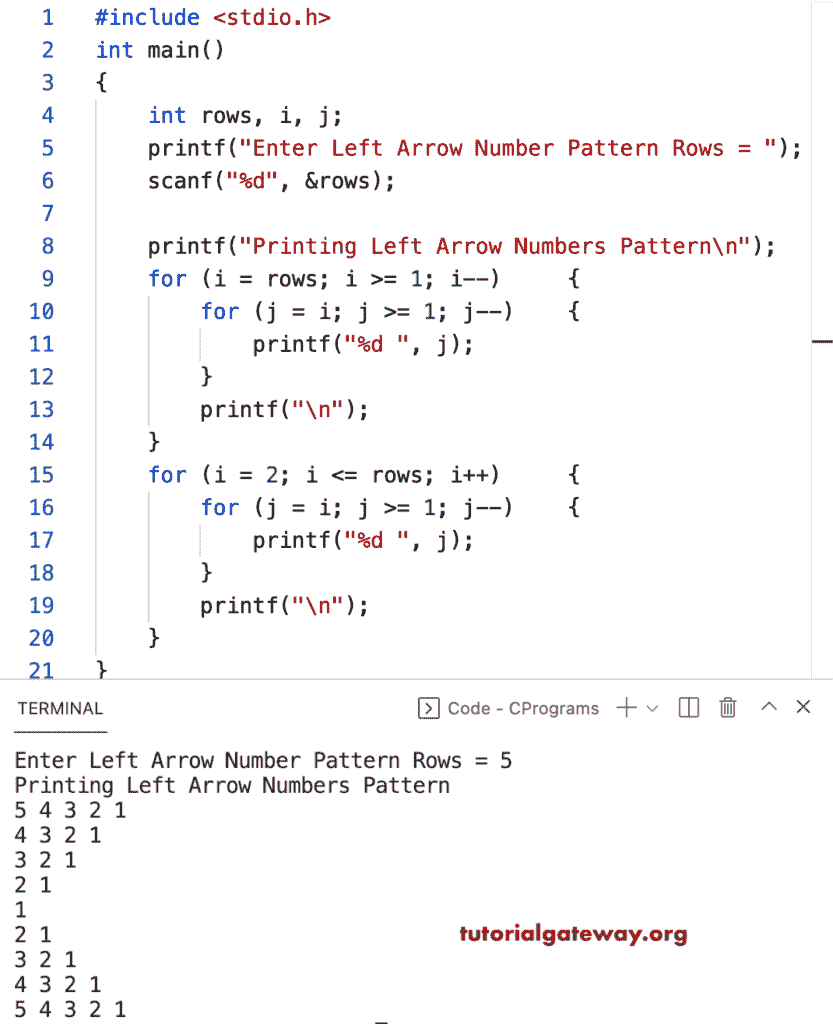 1 #include <stdio.h>
2 int main()
3 {
4 int rows, i, j;
5 printf("Enter Left Arrow Number Pattern Rows = ");
6 scanf("%d", &rows);
7
8 printf("Printing Left Arrow Numbers Pattern\n");
9 for (i = rows; i >= 1; i--) {
10 for (j = i; j >= 1; j--) {
11 printf("%d ", j);
12 }
13 printf("\n");
14 }
15 for (i = 2; i <= rows; i++) {
16 for (j = i; j >= 1; j--) {
17 printf("%d ", j);
18 }
19 printf("\n");
20 }
21 }
TERMINAL Code - CPrograms
Enter Left Arrow Number Pattern Rows = 5
Printing Left Arrow Numbers Pattern
5 4 3 2 1
4 3 2 1
3 2 1
2 1
1
2 1
tutorialgateway.org
3 2 1
4 3 2 1
5 4 3 2 1